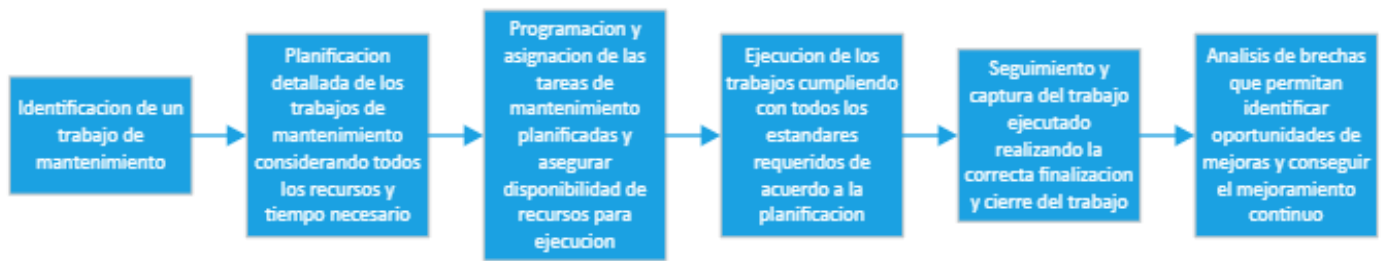 Identificacion de un
trabajo de
mantenimiento
Planificacion
detallada de los
trabajos de
mantenimiento
considerando todos
los recursos y
tiempo necesario
Programacion y
asignacion de las
tareas de
mantenimiento
planificadas y
asegurar
disponibilidad de
recursos para
ejecucion
Ejecucion de los
trabajos cumpliendo
con todos los
estandares
requeridos de
acuerdo a la
planificacion
Seguimiento y
captura del trabajo
ejecutado
realizando la
correcta finalizacion
y cierre del trabajo
Analisis de brechas
que permitan
identificar
oportunidades de
mejoras y conseguir
el mejoramiento
continuo